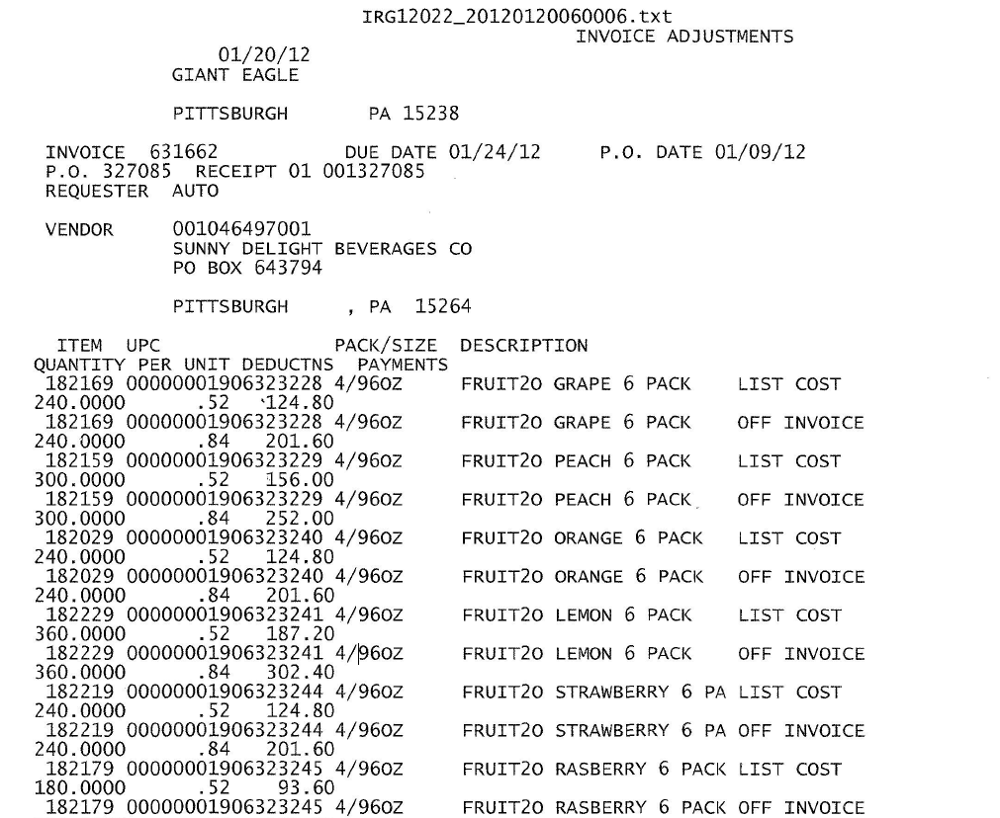 IRG12022_20120120060006.txt
INVOICE ADJUSTMENTS
01/20/12
GIANT EAGLE
PITTSBURGH PA 15238
INVOICE 631662 DUE DATE 01/24/12 P.O. DATE 01/09/12
P.O. 327085 RECEIPT 01 001327085
REQUESTER AUTO
VENDOR 001046497001
SUNNY DELIGHT BEVERAGES CO
PO BOX 643794
PITTSBURGH , PA 15264
ITEM UPC PACK/SIZE DESCRIPTION
QUANTITY PER UNIT DEDUCTNS PAYMENTS
182169 00000001906323228 4/96OZ FRUIT2O GRAPE 6 PACK LIST COST
240.0000 .52 124.80
182169 00000001906323228 4/96OZ FRUIT2O GRAPE 6 PACK OFF INVOICE
240.0000 .84 201.60
182159 00000001906323229 4/96OZ FRUIT2O PEACH 6 PACK LIST COST
300.0000 .52 156.00
182159 00000001906323229 4/96OZ FRUIT2O PEACH 6 PACK OFF INVOICE
300.0000 .84 252.00
182029 00000001906323240 4/96OZ FRUIT2O ORANGE 6 PACK LIST COST
240.0000 .52 124.80
182029 00000001906323240 4/96OZ FRUIT2O ORANGE 6 PACK OFF INVOICE
240.0000 .84 201.60
182229 00000001906323241 4/96OZ FRUIT2O LEMON 6 PACK LIST COST
360.0000 .52 187.20
182229 00000001906323241 4/96OZ FRUIT2O LEMON 6 PACK OFF INVOICE
360.0000 .84 302.40
182219 00000001906323244 4/96OZ FRUIT2O STRAWBERRY 6 PA LIST COST
240.0000 .52 124.80
182219 00000001906323244 4/96OZ FRUIT2O STRAWBERRY 6 PA OFF INVOICE
240.0000 .84 201.60
182179 00000001906323245 4/96OZ FRUIT2O RASBERRY 6 PACK LIST COST
180.0000 .52 93.60
182179 00000001906323245 4/96OZ FRUIT2O RASBERRY 6 PACK OFF INVOICE